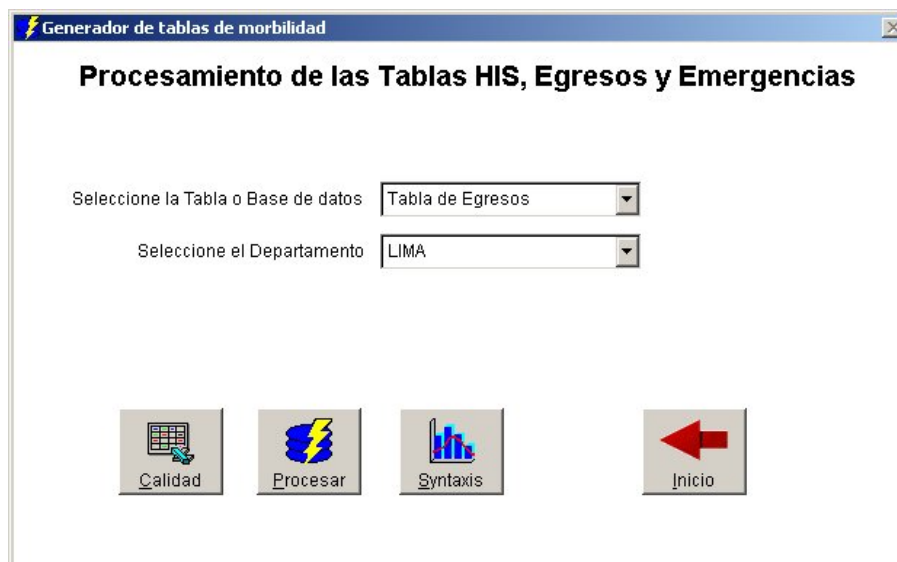 Generador de tablas de morbilidad
Procesamiento de las Tablas HIS, Egresos y Emergencias
Seleccione la Tabla o Base de datos Tabla de Egresos
Seleccione el Departamento LIMA
Calidad Procesar Syntaxis Inicio